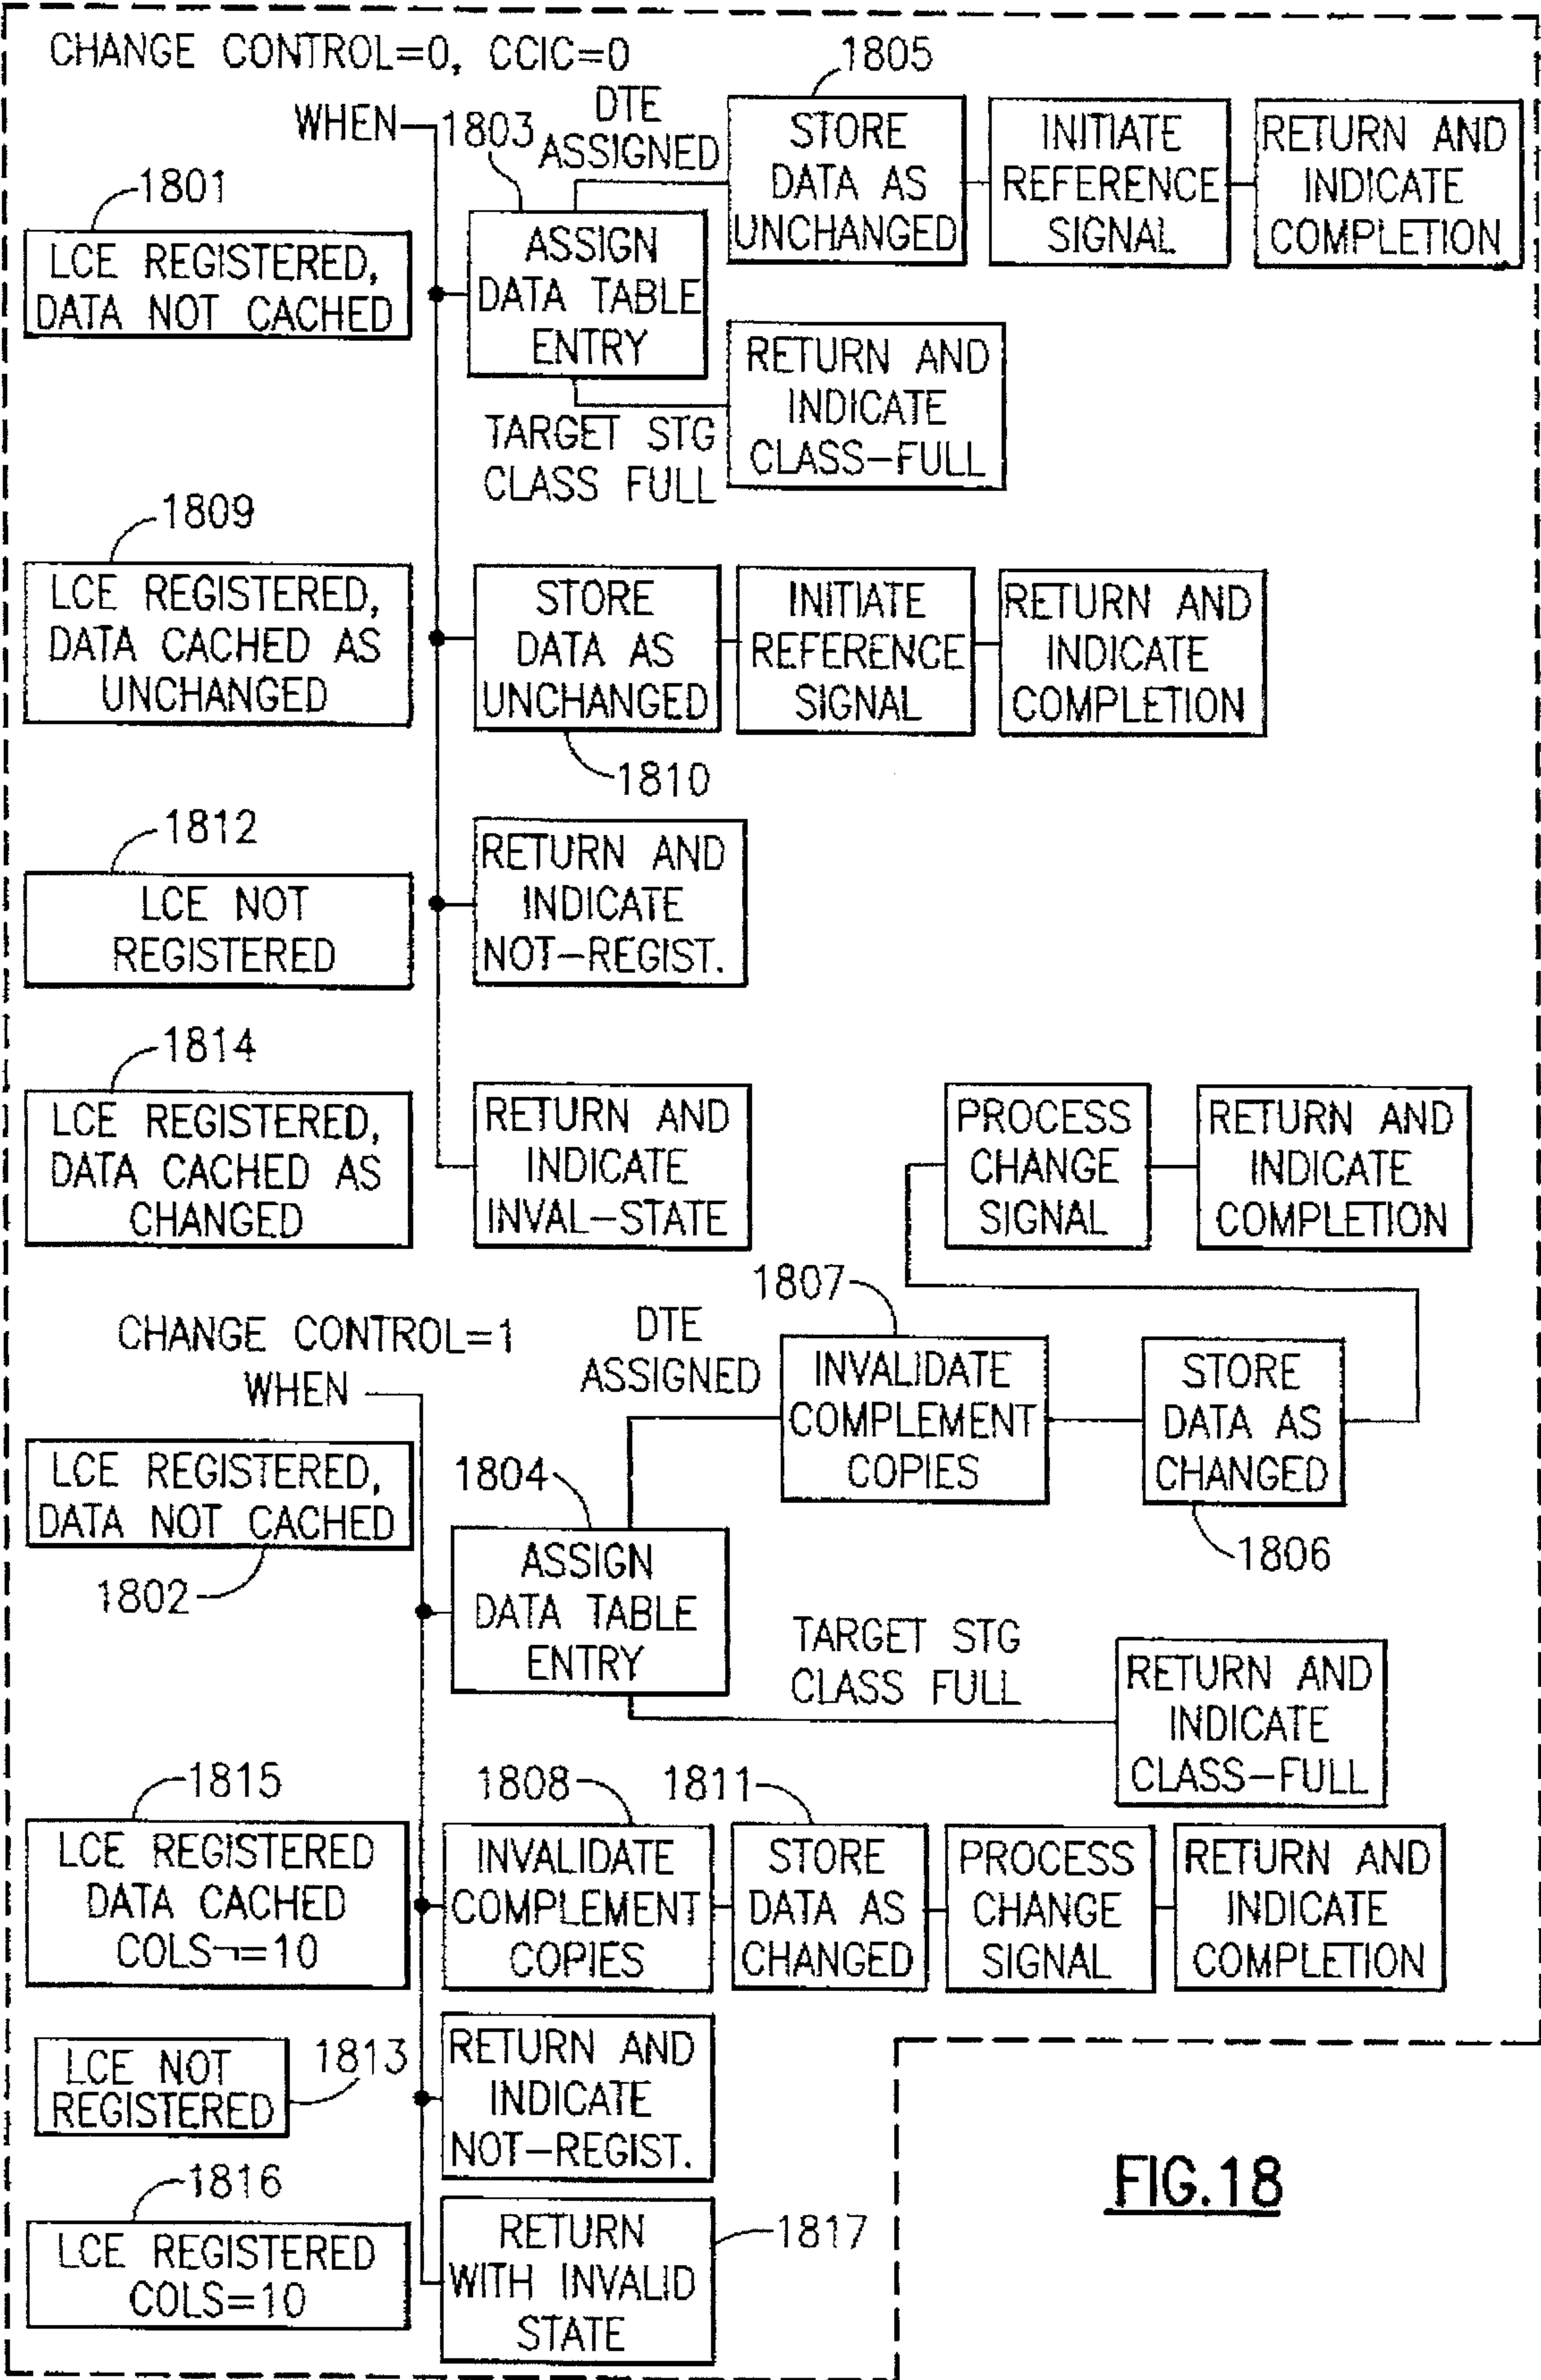 CHANGE CONTROL=0, CCIC=0
WHEN
1801
LCE REGISTERED,
DATA NOT CACHED
1803
ASSIGN
DATA TABLE
ENTRY
DTE
ASSIGNED
1805
STORE
DATA AS
UNCHANGED
INITIATE
REFERENCE
SIGNAL
RETURN AND
INDICATE
COMPLETION
TARGET STG
CLASS FULL
RETURN AND
INDICATE
CLASS-FULL
1809
LCE REGISTERED,
DATA CACHED AS
UNCHANGED
STORE
DATA AS
UNCHANGED
1810
INITIATE
REFERENCE
SIGNAL
RETURN AND
INDICATE
COMPLETION
1812
LCE NOT
REGISTERED
RETURN AND
INDICATE
NOT-REGIST.
1814
LCE REGISTERED,
DATA CACHED AS
CHANGED
RETURN AND
INDICATE
INVAL-STATE
PROCESS
CHANGE
SIGNAL
RETURN AND
INDICATE
COMPLETION
CHANGE CONTROL=1
WHEN
LCE REGISTERED,
DATA NOT CACHED
1802
1804
ASSIGN
DATA TABLE
ENTRY
DTE
ASSIGNED
1807
INVALIDATE
COMPLEMENT
COPIES
STORE
DATA AS
CHANGED
1806
TARGET STG
CLASS FULL
RETURN AND
INDICATE
CLASS-FULL
1815
LCE REGISTERED
DATA CACHED
COLS¬=10
1808
INVALIDATE
COMPLEMENT
COPIES
1811
STORE
DATA AS
CHANGED
PROCESS
CHANGE
SIGNAL
RETURN AND
INDICATE
COMPLETION
LCE NOT
REGISTERED
1813
RETURN AND
INDICATE
NOT-REGIST.
1816
LCE REGISTERED
COLS=10
RETURN
WITH INVALID
STATE
1817
FIG.18